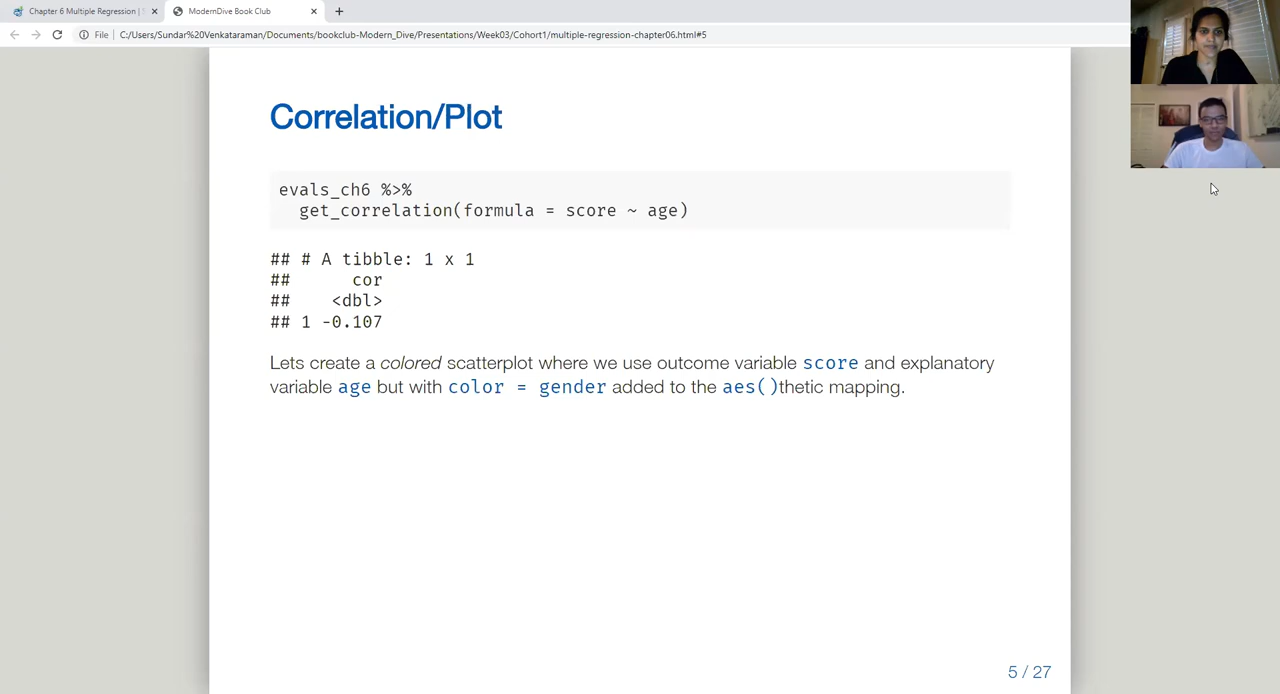 Chapter 6 Multiple Regression |
ModernDive Book Club
File
C:/Users/Sundar%20Venkataraman/Documents/bookclub-Modern_Dive/Presentations/Week03/Cohort1/multiple-regression-chapter06.html#5
Correlation/Plot
evals_ch6 %>%
get_correlation(formula = score ~ age)
## # A tibble: 1 x 1
## cor
## <dbl>
## 1 -0.107
Lets create a colored scatterplot where we use outcome variable score and explanatory
variable age but with color = gender added to the aes()thetic mapping.
5 / 27